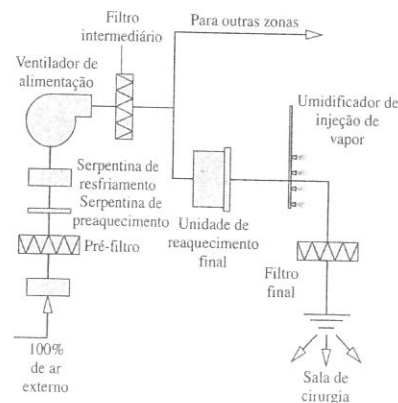 Filtro
intermediário
Para outras zonas
Ventilador de
alimentação
Umidificador de
injeção de
vapor
Serpentina de
resfriamento
Serpentina de
preaquecimento
Pré-filtro
Unidade de
reaquecimento
final
Filtro
final
100%
de ar
externo
Sala de
cirurgia